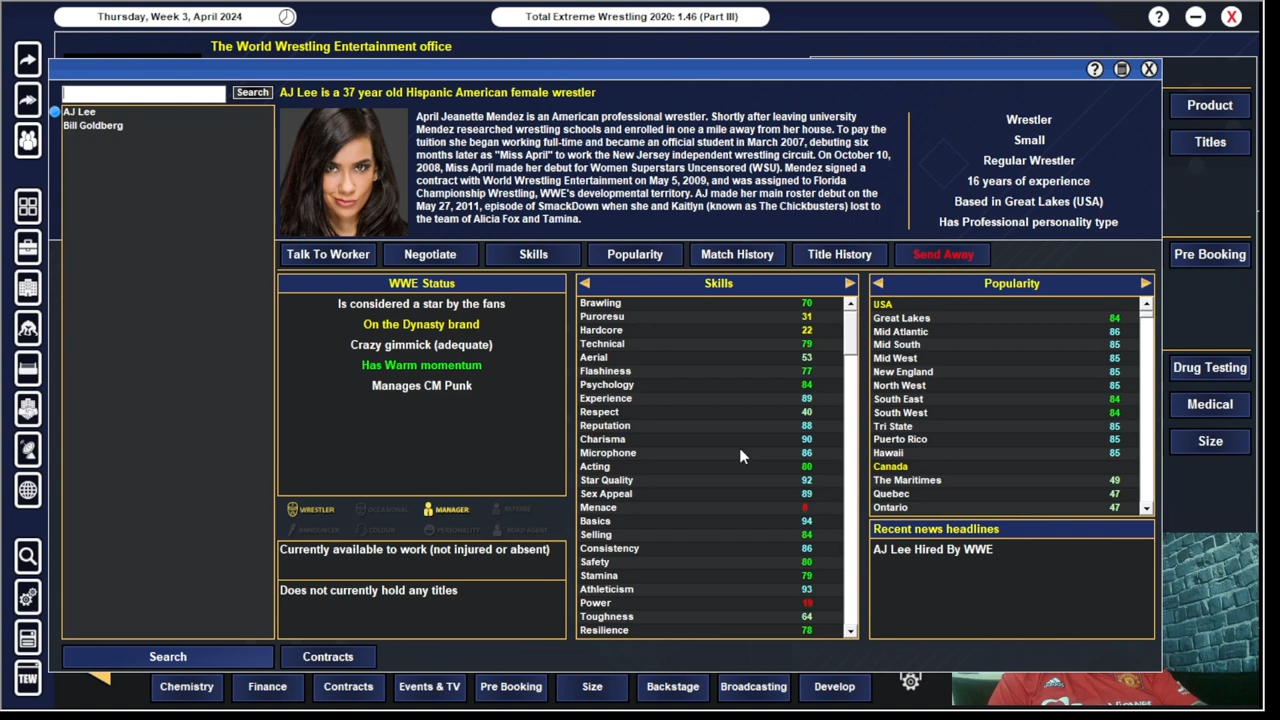 Thursday, Week 3, April 2024
Total Extreme Wrestling 2020: 1.46 (Part III)
? X
The World Wrestling Entertainment office
? X
Search
AJ Lee is a 37 year old Hispanic American female wrestler
AJ Lee
Bill Goldberg
April Jeanette Mendez is an American professional wrestler. Shortly after leaving university
Mendez researched wrestling schools and enrolled in one a mile away from her house. To pay the
tuition she began working full-time and became an official student in March 2007, debuting six
months later as "Miss April" to work the New Jersey independent wrestling circuit. On October 10,
2008, Miss April made her debut for Women Superstars Uncensored (WSU). Mendez signed a
contract with World Wrestling Entertainment on May 5, 2009, and was assigned to Florida
Championship Wrestling, WWE's developmental territory. AJ made her main roster debut on the
May 27, 2011, episode of SmackDown when she and Kaitlyn (known as The Chickbusters) lost to
the team of Alicia Fox and Tamina.
Wrestler
Small
Regular Wrestler
16 years of experience
Based in Great Lakes (USA)
Has Professional personality type
Product
Titles
Pre Booking
Drug Testing
Medical
Size
Talk To Worker
Negotiate
Skills
Popularity
Match History
Title History
Send Away
WWE Status
Is considered a star by the fans
On the Dynasty brand
Crazy gimmick (adequate)
Has Warm momentum
Manages CM Punk
WRESTLER
OCCASIONAL
MANAGER
REFEREE
ANNOUNCER
COLOUR
PERSONALITY
ROAD AGENT
Currently available to work (not injured or absent)
Does not currently hold any titles
Skills
Brawling 70
Puroresu 31
Hardcore 22
Technical 79
Aerial 53
Flashiness 77
Psychology 84
Experience 89
Respect 40
Reputation 88
Charisma 90
Microphone 86
Acting 80
Star Quality 92
Sex Appeal 89
Menace 8
Basics 94
Selling 84
Consistency 86
Safety 80
Stamina 79
Athleticism 93
Power 19
Toughness 64
Resilience 78
Popularity
USA
Great Lakes 84
Mid Atlantic 86
Mid South 85
Mid West 85
New England 85
North West 85
South East 84
South West 84
Tri State 85
Puerto Rico 85
Hawaii 85
Canada
The Maritimes 49
Quebec 47
Ontario 47
Recent news headlines
AJ Lee Hired By WWE
Search
Contracts
TEW
Chemistry
Finance
Contracts
Events & TV
Pre Booking
Size
Backstage
Broadcasting
Develop